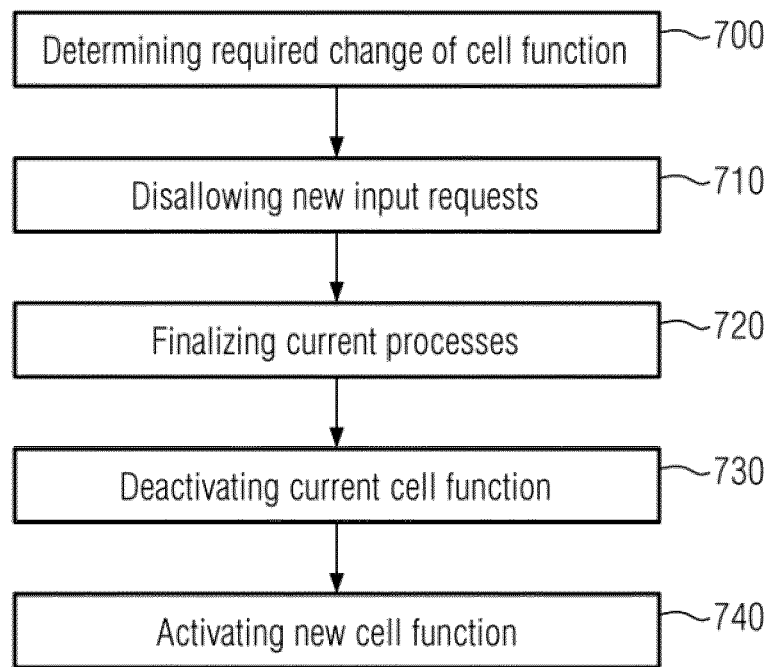 Determining required change of cell function 700
Disallowing new input requests 710
Finalizing current processes 720
Deactivating current cell function 730
Activating new cell function 740